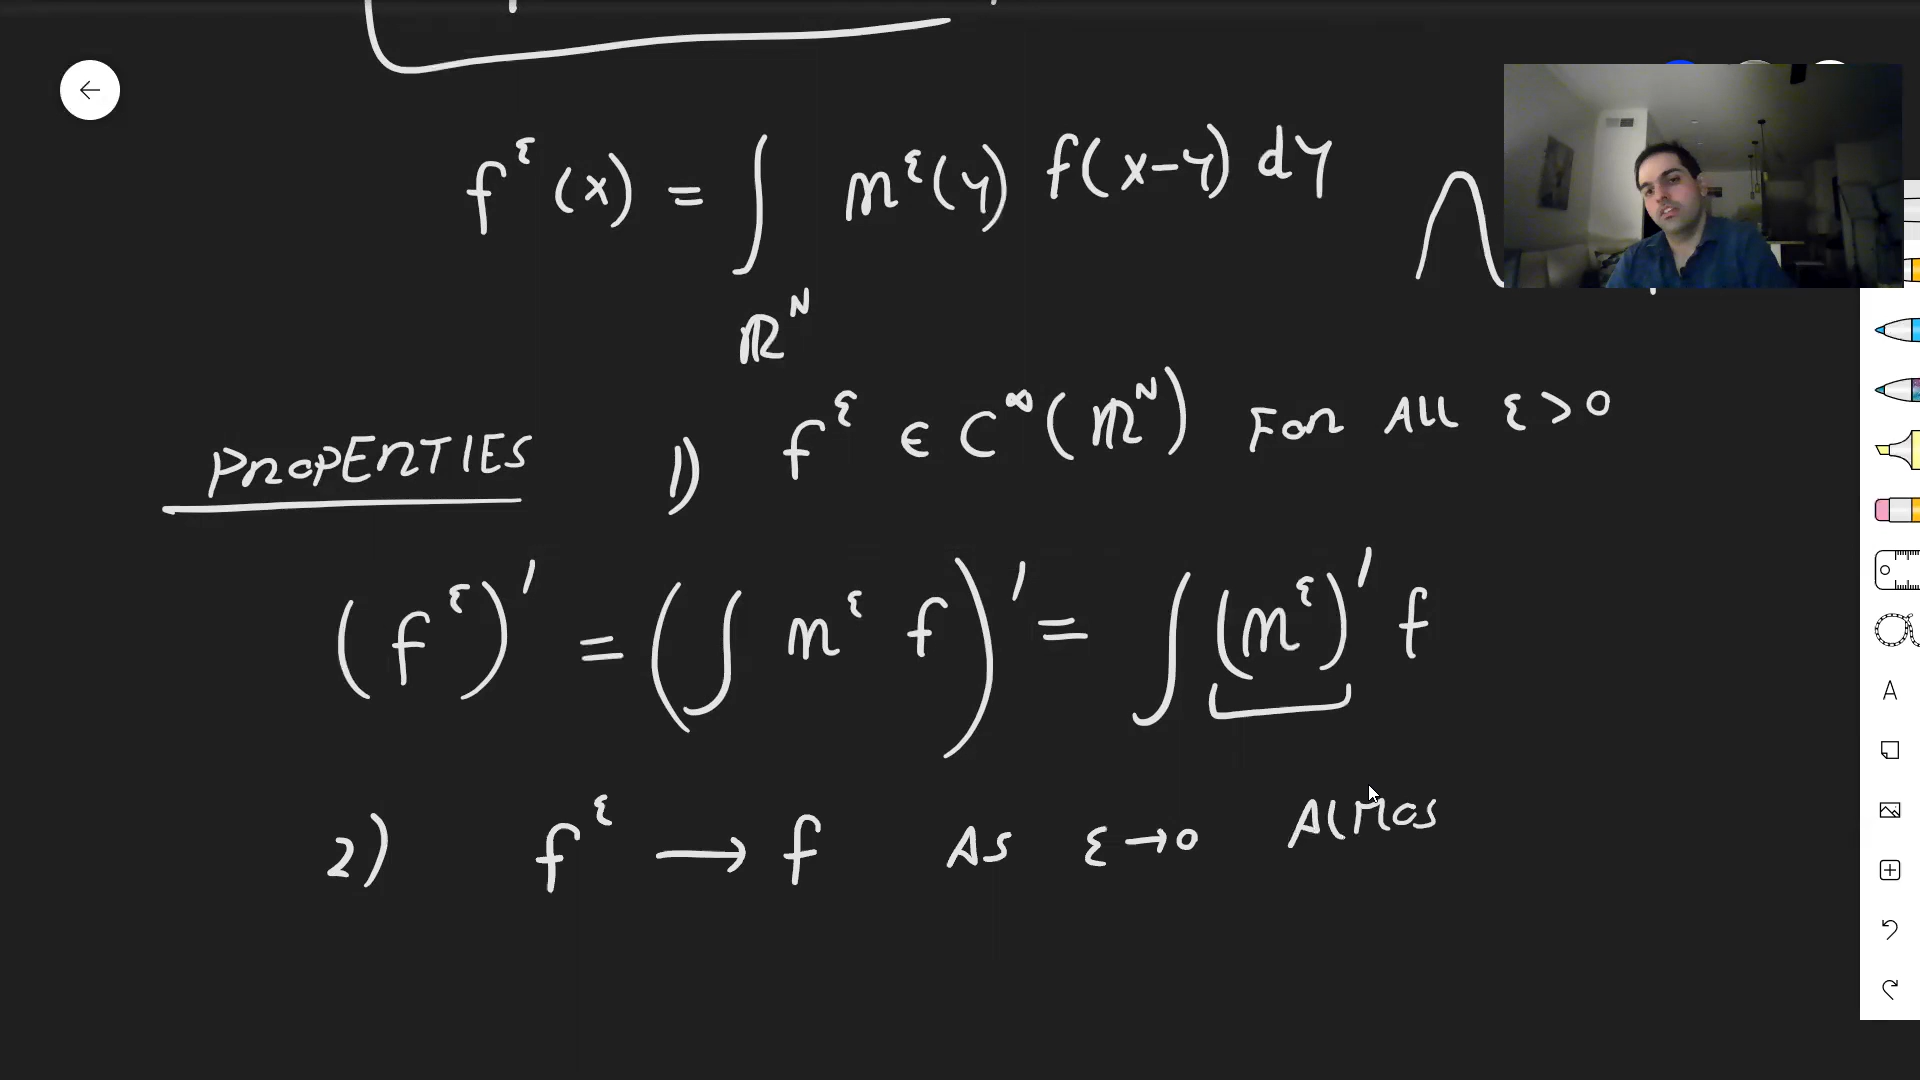 f^ε (x) = ∫_{ℝ^N} η^ε(y) f(x-y) dy
PROPERTIES 1) f^ε ∈ C^∞(ℝ^N) FOR ALL ε > 0
(f^ε)' = (∫ η^ε f)' = ∫ (η^ε)' f
2) f^ε → f AS ε→0 ALMOS